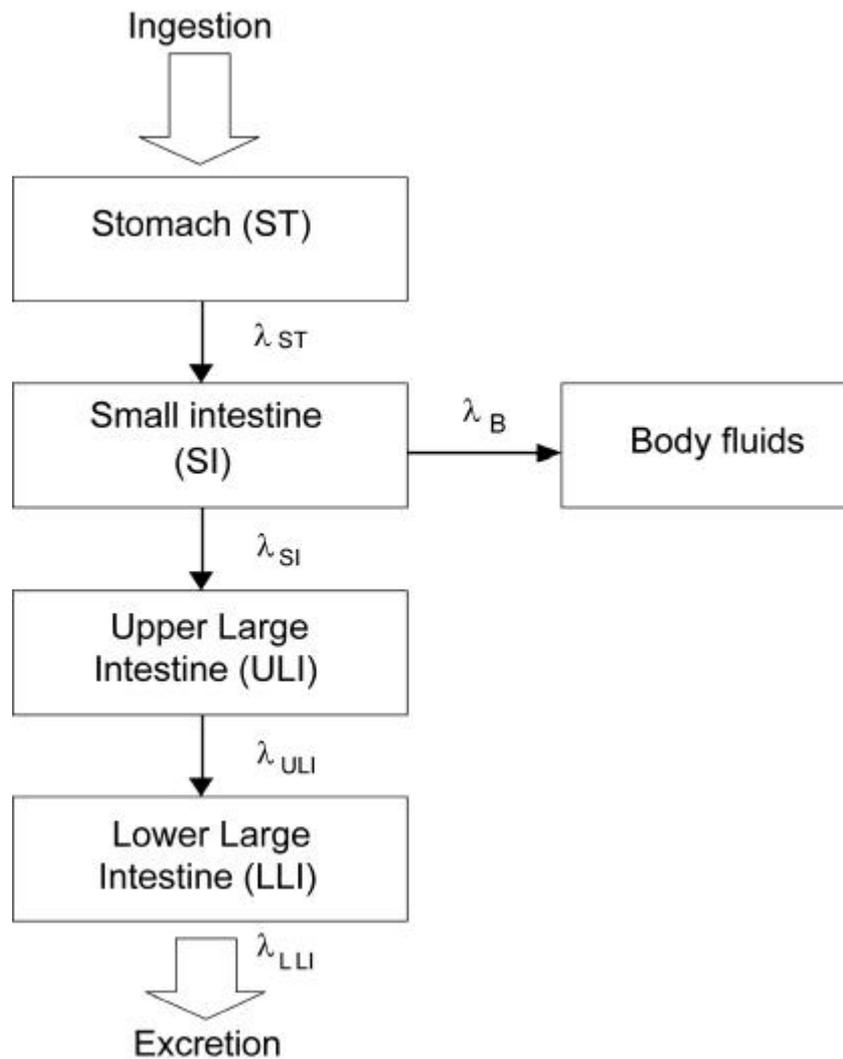 Ingestion
Stomach (ST)
λ ST
Small intestine
(SI)
λ B
Body fluids
λ SI
Upper Large
Intestine (ULI)
λ ULI
Lower Large
Intestine (LLI)
λ LLI
Excretion